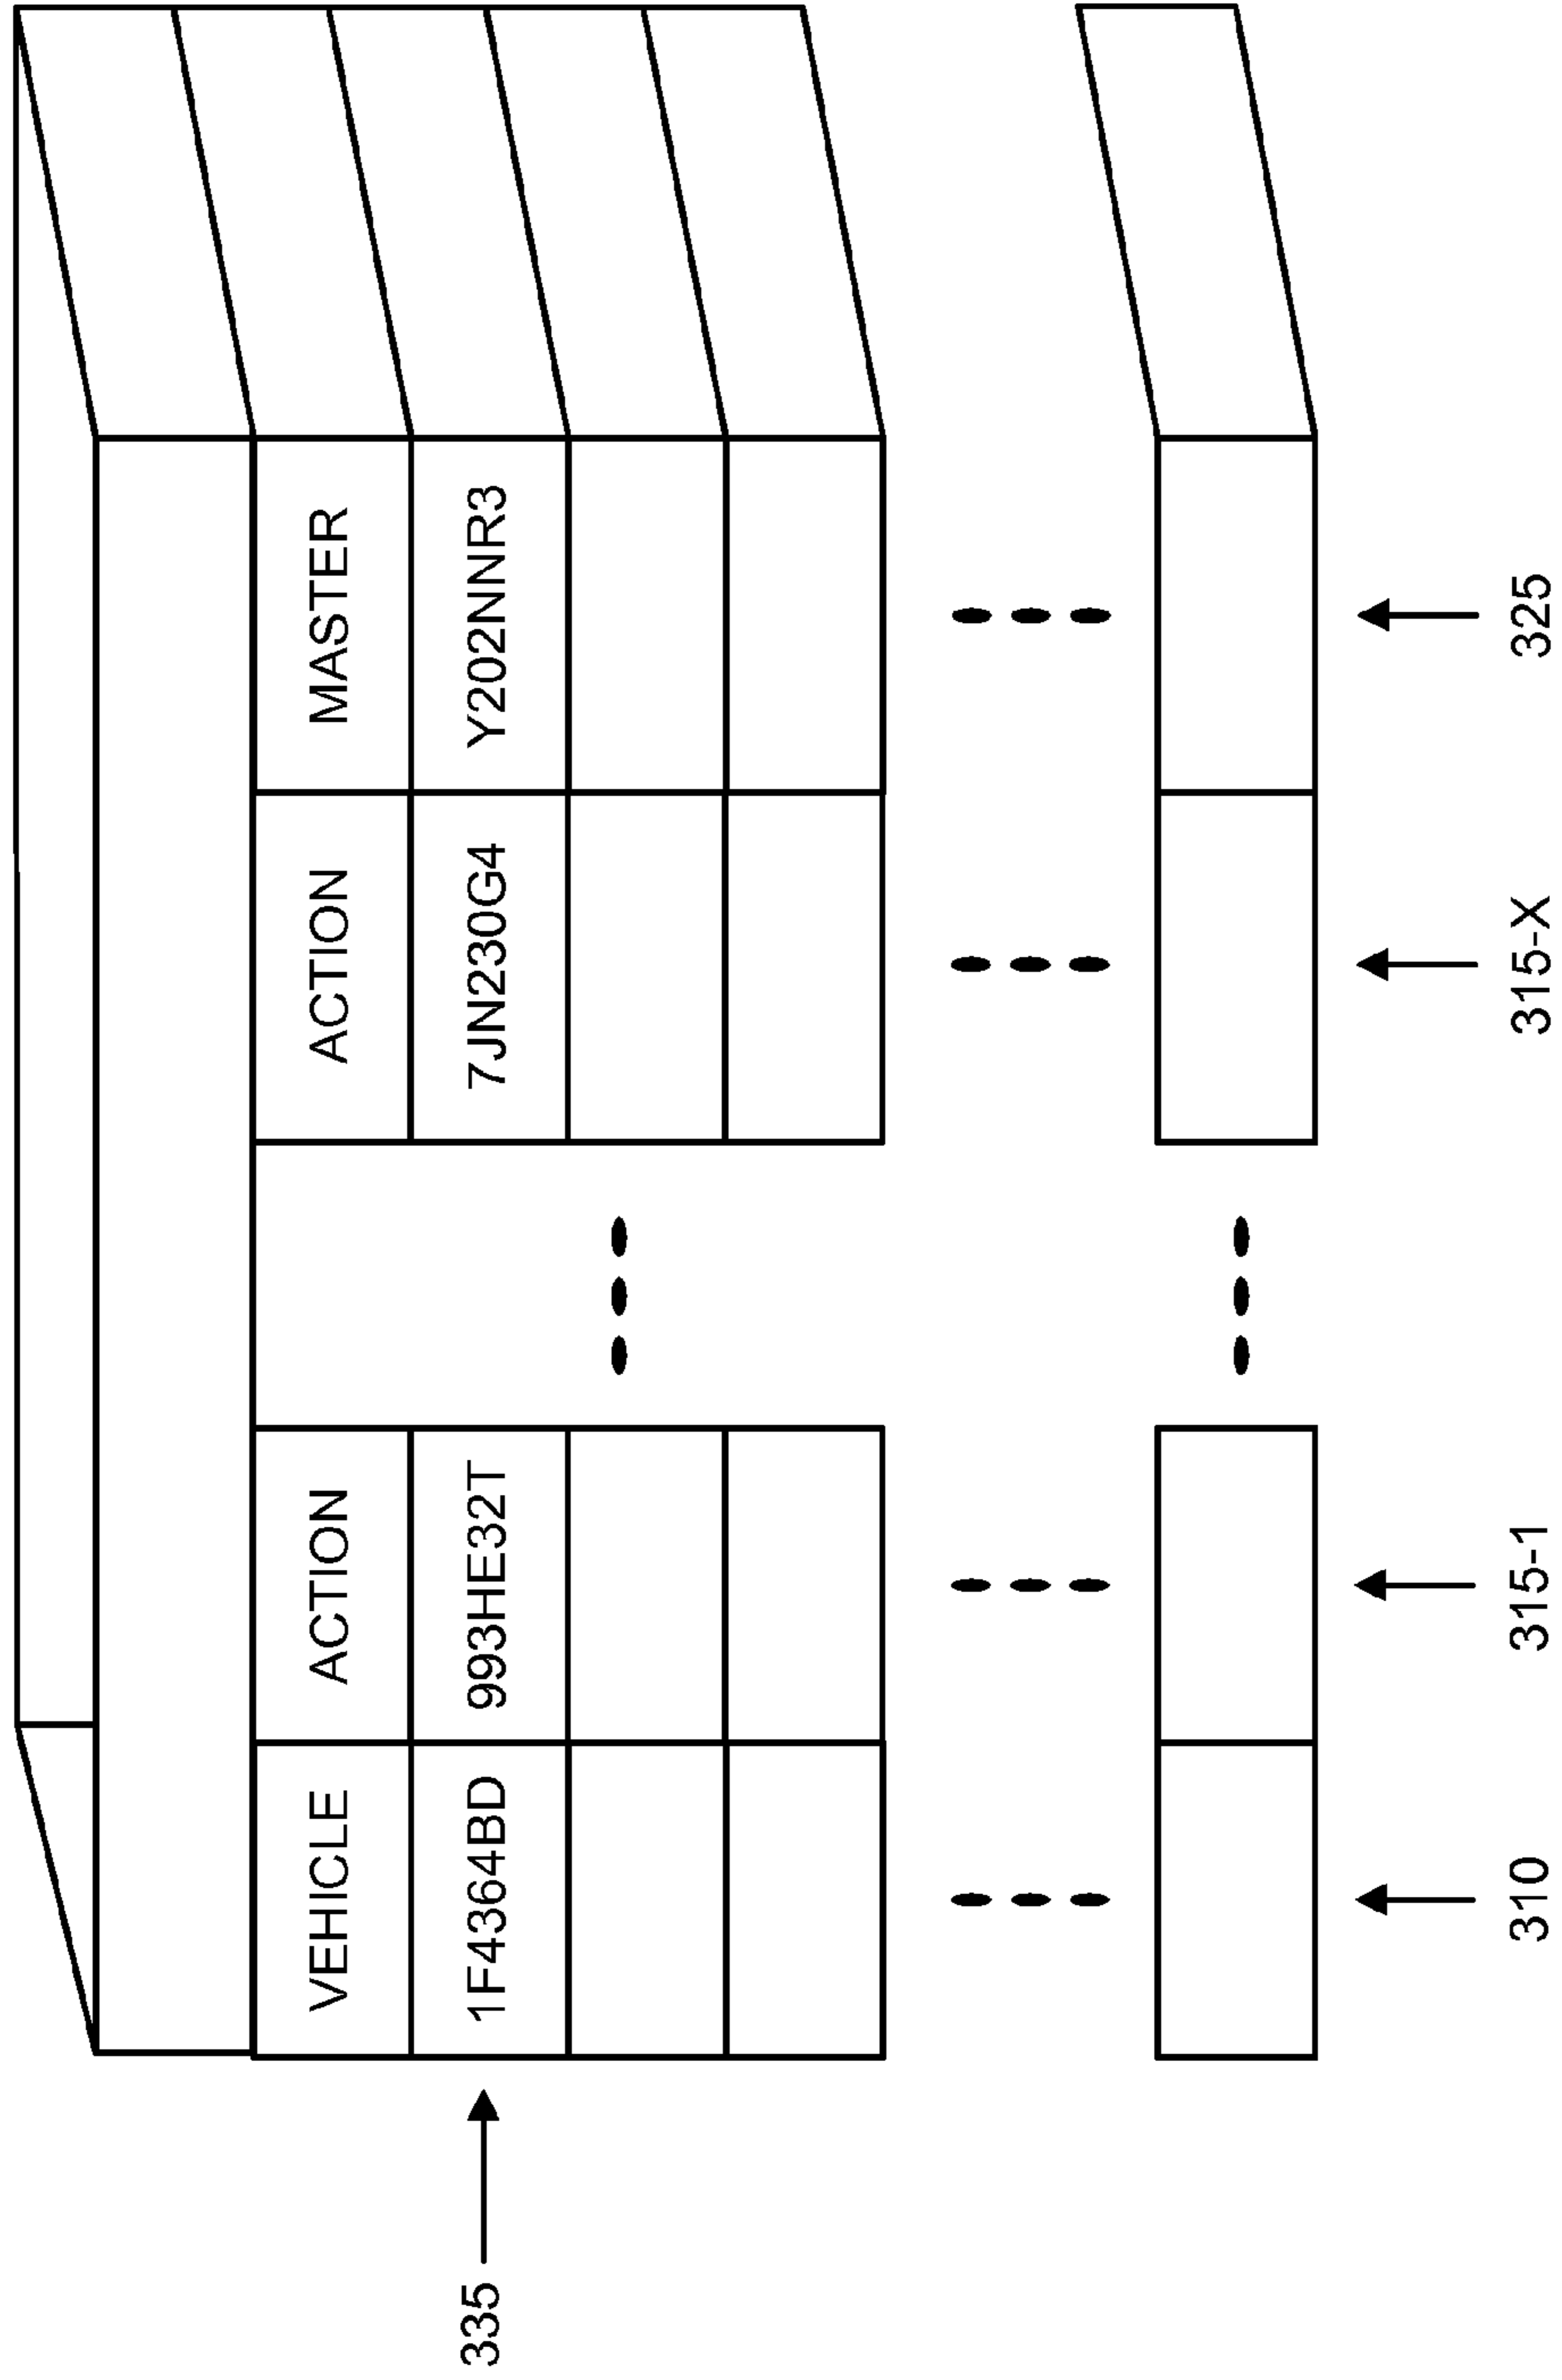 VEHICLE ACTION ACTION MASTER
335 1F4364BD 993HE32T 7JN230G4 Y202NNR3
310 315-1 315-X 325